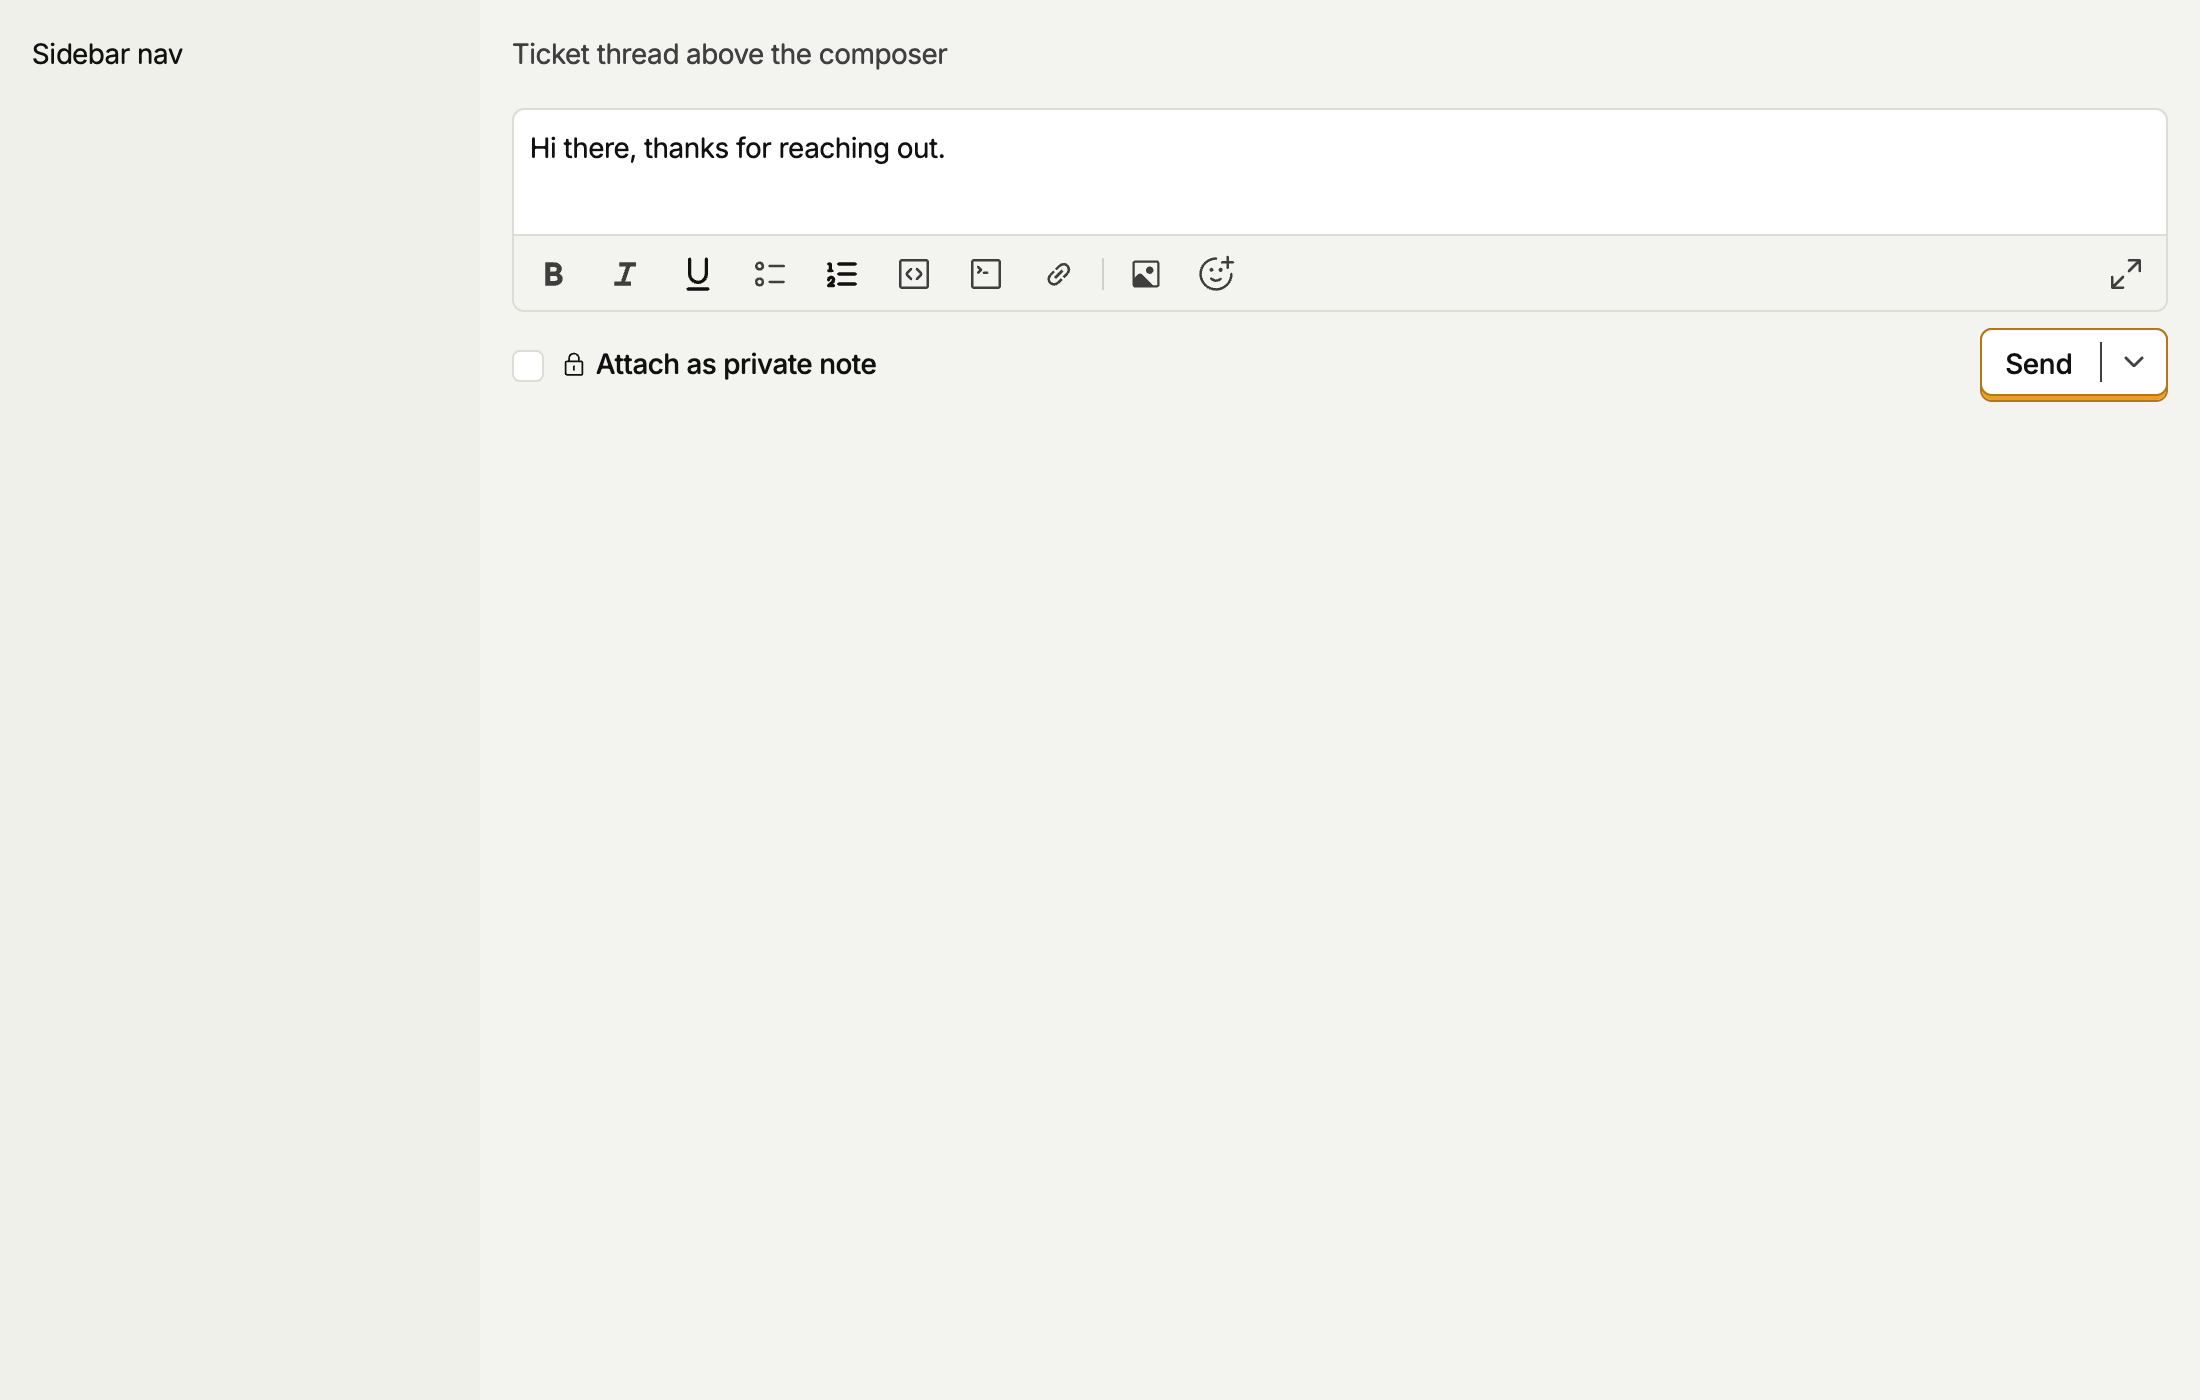 Sidebar nav
Ticket thread above the composer
Hi there, thanks for reaching out.
Attach as private note
Send